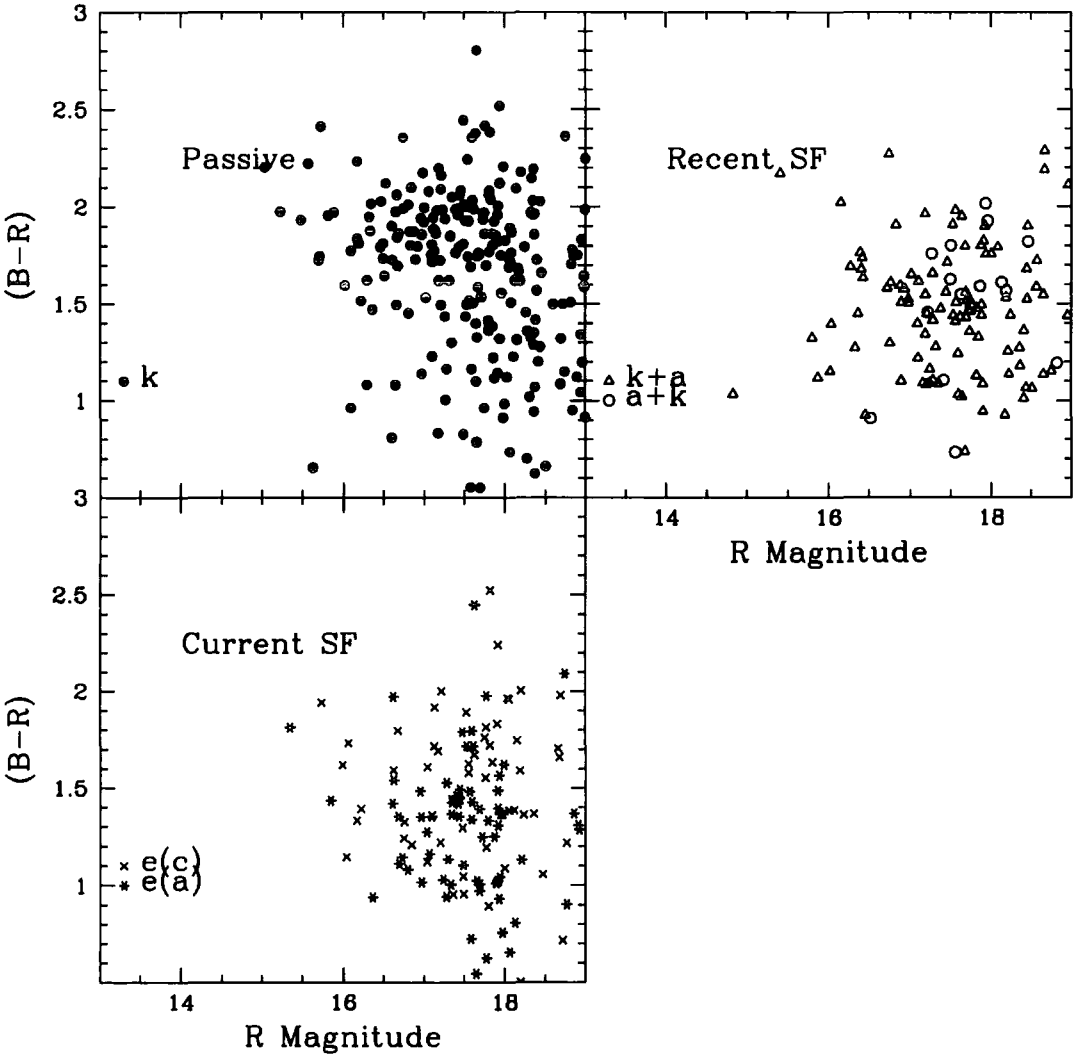 3
2.5
2
1.5
1
3
(B−R)
Passive
k
Recent SF
k+a
a+k
14
16
18
R Magnitude
2.5
2
1.5
1
(B−R)
Current SF
e(c)
e(a)
14
16
18
R Magnitude